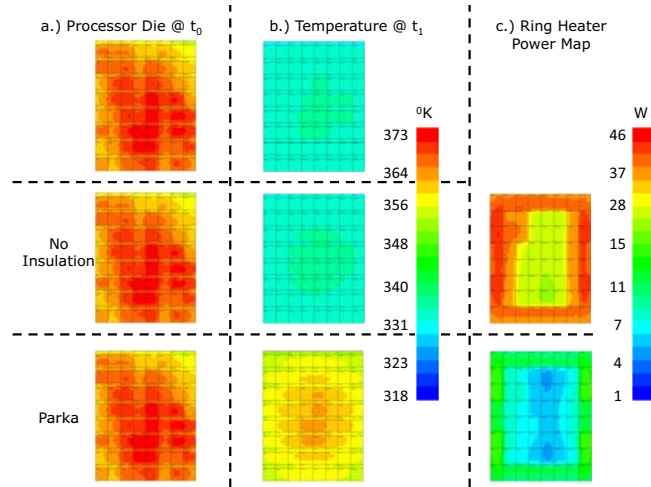 a.) Processor Die @ t0
b.) Temperature @ t1
c.) Ring Heater
Power Map
0K
W
373
364
356
348
340
331
323
318
46
37
28
15
11
7
4
1
No
Insulation
Parka